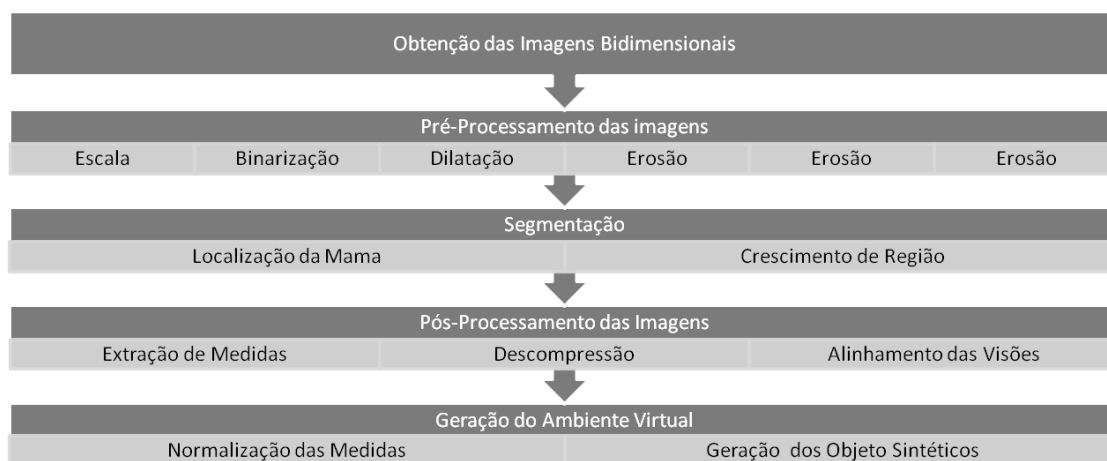 Obtenção das Imagens Bidimensionais
Pré-Processamento das imagens
Escala Binarização Dilatação Erosão Erosão Erosão
Segmentação
Localização da Mama Crescimento de Região
Pós-Processamento das Imagens
Extração de Medidas Descompressão Alinhamento das Visões
Geração do Ambiente Virtual
Normalização das Medidas Geração dos Objeto Sintéticos